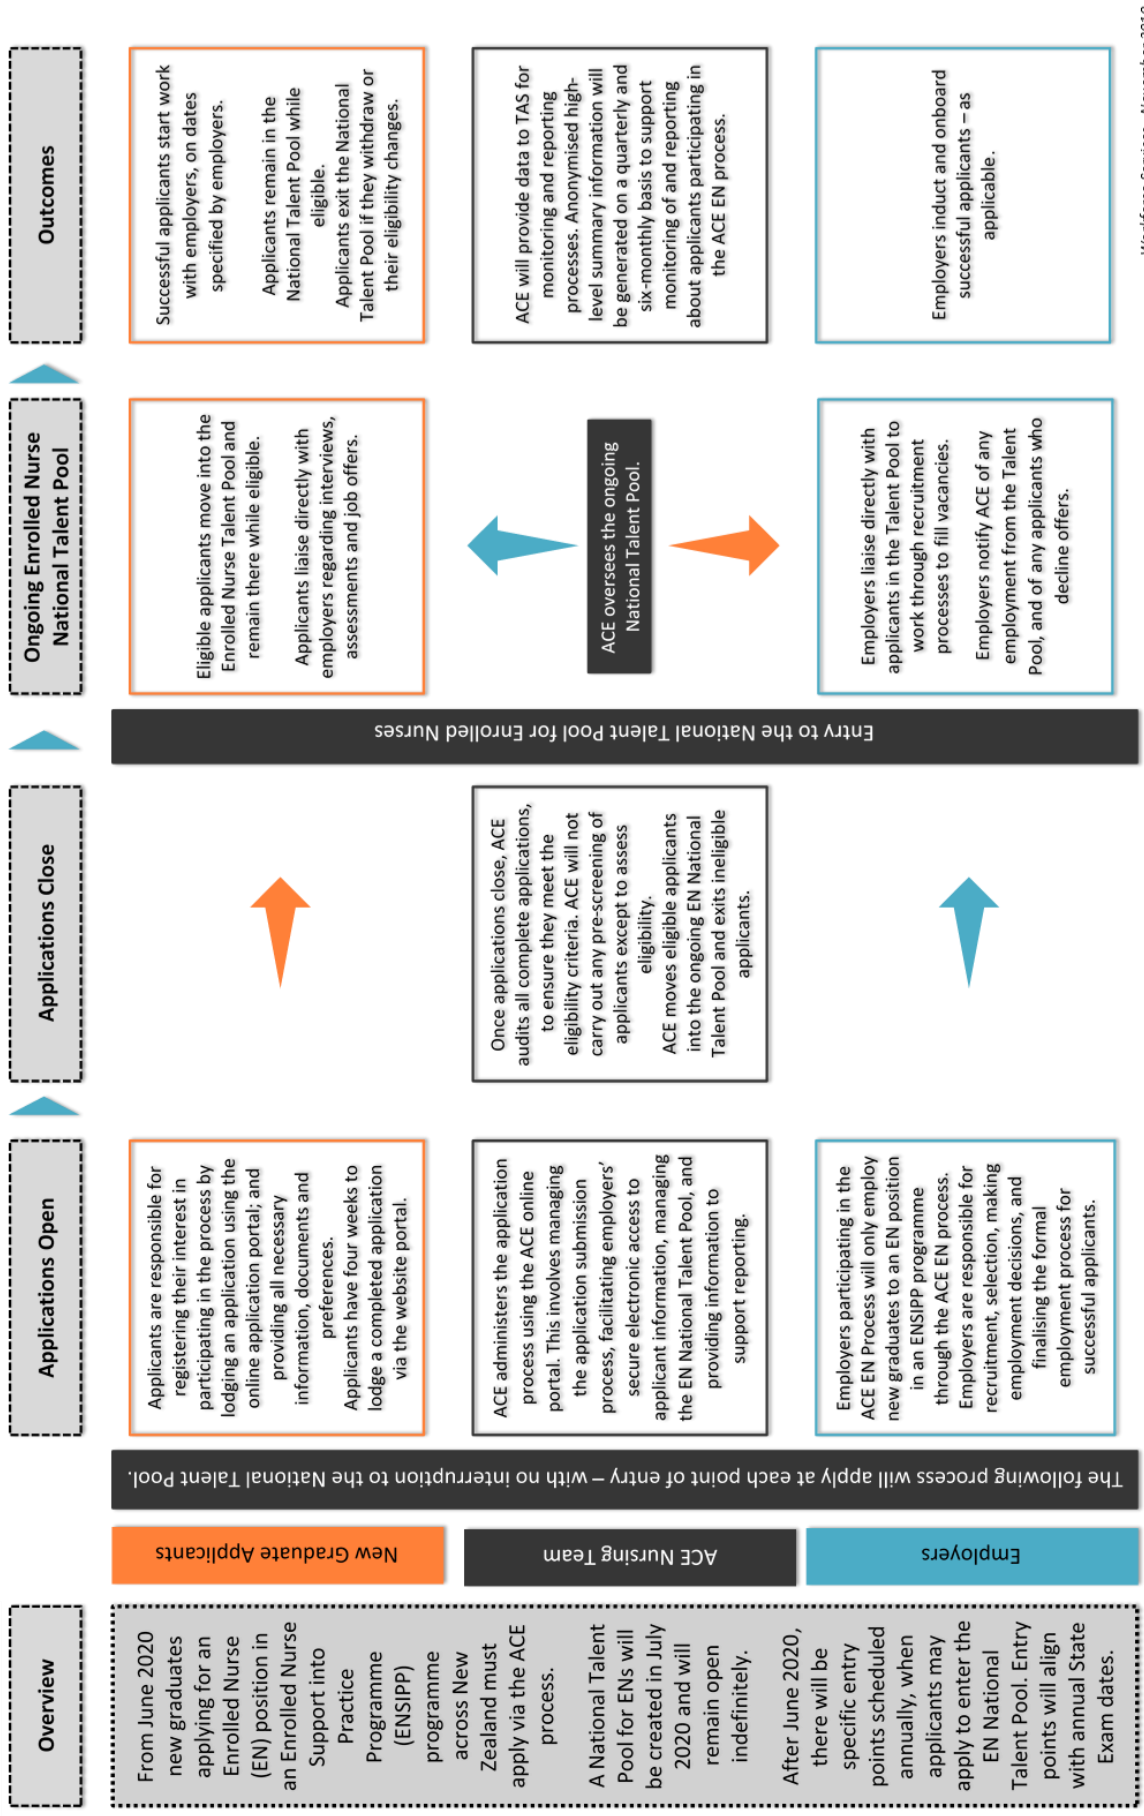 Overview
From June 2020
new graduates
applying for an
Enrolled Nurse
(EN) position in
an Enrolled Nurse
Support into
Practice
Programme
(ENSIPP)
programme
across New
Zealand must
apply via the ACE
process.
A National Talent
Pool for ENs will
be created in July
2020 and will
remain open
indefinitely.
After June 2020,
there will be
specific entry
points scheduled
annually, when
applicants may
apply to enter the
EN National
Talent Pool. Entry
points will align
with annual State
Exam dates.
New Graduate Applicants
ACE Nursing Team
Employers
The following process will apply at each point of entry – with no interruption to the National Talent Pool.
Applications Open
Applicants are responsible for
registering their interest in
participating in the process by
lodging an application using the
online application portal; and
providing all necessary
information, documents and
preferences.
Applicants have four weeks to
lodge a completed application
via the website portal.
ACE administers the application
process using the ACE online
portal. This involves managing
the application submission
process, facilitating employers’
secure electronic access to
applicant information, managing
the EN National Talent Pool, and
providing information to
support reporting.
Employers participating in the
ACE EN Process will only employ
new graduates to an EN position
in an ENSIPP programme
through the ACE EN process.
Employers are responsible for
recruitment, selection, making
employment decisions, and
finalising the formal
employment process for
successful applicants.
Applications Close
Once applications close, ACE
audits all complete applications,
to ensure they meet the
eligibility criteria. ACE will not
carry out any pre-screening of
applicants except to assess
eligibility.
ACE moves eligible applicants
into the ongoing EN National
Talent Pool and exits ineligible
applicants.
Entry to the National Talent Pool for Enrolled Nurses
Ongoing Enrolled Nurse
National Talent Pool
Eligible applicants move into the
Enrolled Nurse Talent Pool and
remain there while eligible.
Applicants liaise directly with
employers regarding interviews,
assessments and job offers.
ACE oversees the ongoing
National Talent Pool.
Employers liaise directly with
applicants in the Talent Pool to
work through recruitment
processes to fill vacancies.
Employers notify ACE of any
employment from the Talent
Pool, and of any applicants who
decline offers.
Outcomes
Successful applicants start work
with employers, on dates
specified by employers.
Applicants remain in the
National Talent Pool while
eligible.
Applicants exit the National
Talent Pool if they withdraw or
their eligibility changes.
ACE will provide data to TAS for
monitoring and reporting
processes. Anonymised high-
level summary information will
be generated on a quarterly and
six-monthly basis to support
monitoring of and reporting
about applicants participating in
the ACE EN process.
Employers induct and onboard
successful applicants – as
applicable.